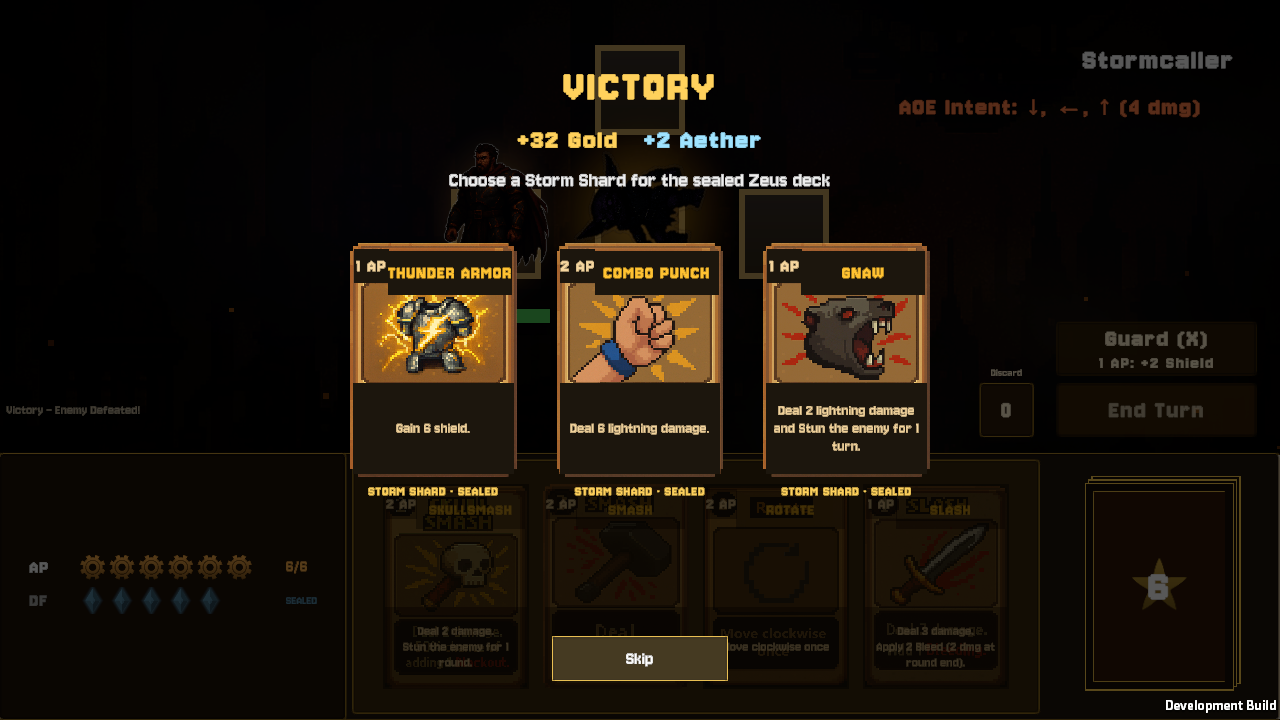 Stormcaller
VICTORY
AOE Intent: ↓, ←, ↑ (4 dmg)
+32 Gold +2 Aether
Choose a Storm Shard for the sealed Zeus deck
1 AP THUNDER ARMOR
2 AP COMBO PUNCH
1 AP GNAW
Gain 6 shield.
Deal 6 lightning damage.
Deal 2 lightning damage
and Stun the enemy for 1
turn.
Guard (X)
1 AP: +2 Shield
Discard
0
End Turn
Victory - Enemy Defeated!
STORM SHARD · SEALED
STORM SHARD · SEALED
STORM SHARD · SEALED
2 AP SKULLSMASH
SMASH
2 AP SMASH
2 AP ROTATE
1 AP SLASH
AP 6/6
DF SEALED
6
Deal 2 damage.
Stun the enemy for 1
round.
Deal
Move clockwise
ove clockwise once
Deal 3 damage.
Apply 2 Bleed (2 dmg at
round end).
Skip
Development Build